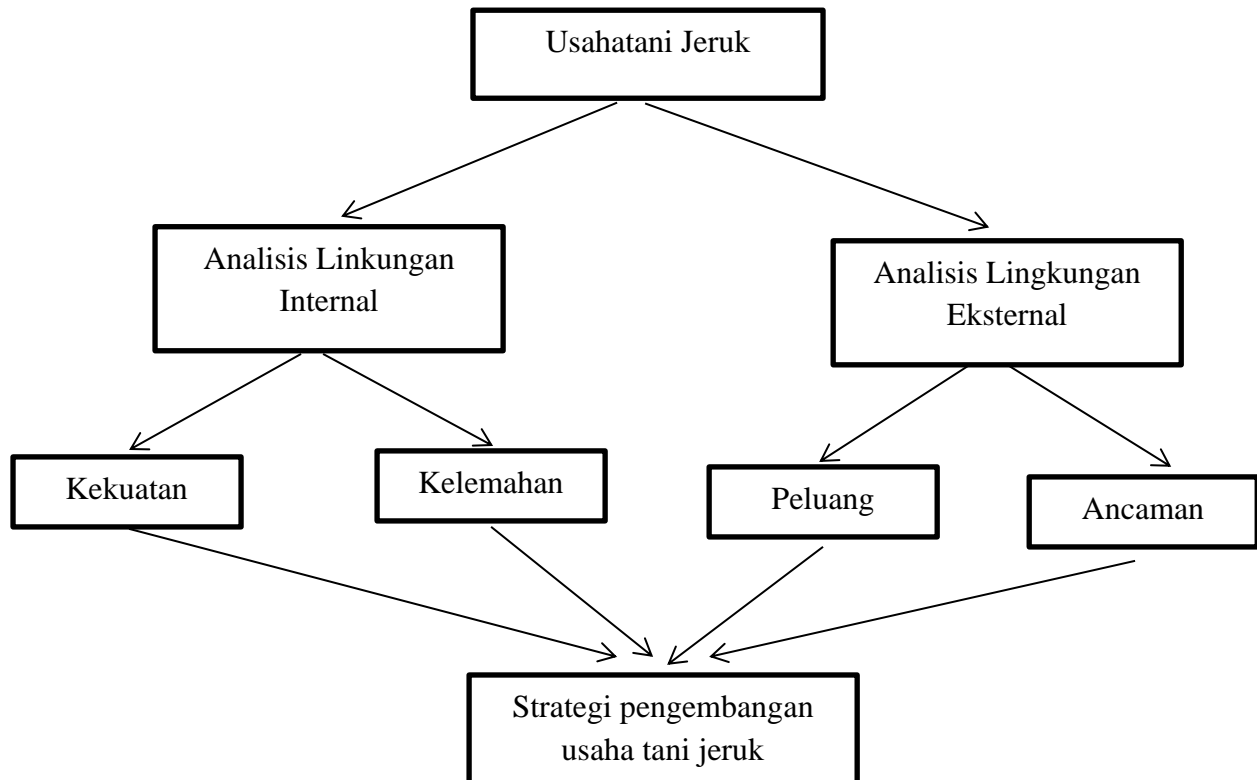 Usahatani Jeruk
Analisis Linkungan
Internal
Analisis Lingkungan
Eksternal
Kekuatan
Kelemahan
Peluang
Ancaman
Strategi pengembangan
usaha tani jeruk